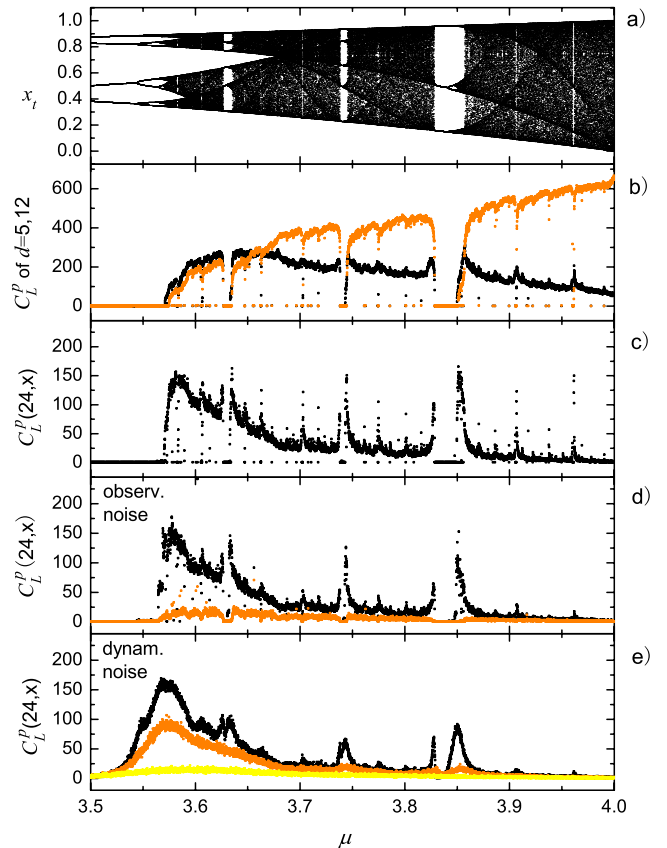 a)
1.0
0.8
0.6
0.4
0.2
0.0
x_t
b)
600
400
200
0
C_L^p of d=5,12
c)
200
150
100
50
0
C_L^p(24,x)
d)
observ.
noise
200
150
100
50
0
C_L^p(24,x)
e)
dynam.
noise
200
150
100
50
0
C_L^p(24,x)
3.5 3.6 3.7 3.8 3.9 4.0
μ